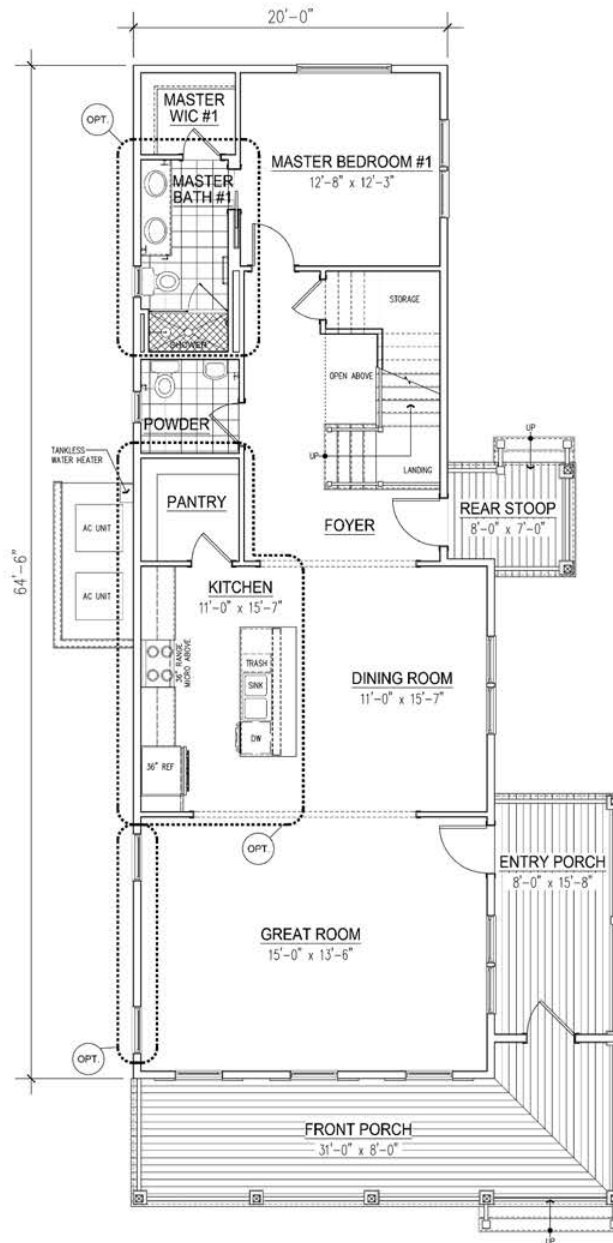 20'-0"
MASTER
WIC #1
OPT.
MASTER BEDROOM #1
12'-8" x 12'-3"
MASTER
BATH #1
STORAGE
SHOWER
OPEN ABOVE
POWDER
UP
LANDING
UP
TANKLESS
WATER HEATER
PANTRY
REAR STOOP
8'-0" x 7'-0"
FOYER
AC UNIT
AC UNIT
64'-6"
KITCHEN
11'-0" x 15'-7"
36" RANGE
MICRO ABOVE
TRASH
SINK
DW
36" REF
DINING ROOM
11'-0" x 15'-7"
OPT.
ENTRY PORCH
8'-0" x 15'-8"
GREAT ROOM
15'-0" x 13'-6"
OPT.
FRONT PORCH
31'-0" x 8'-0"
UP